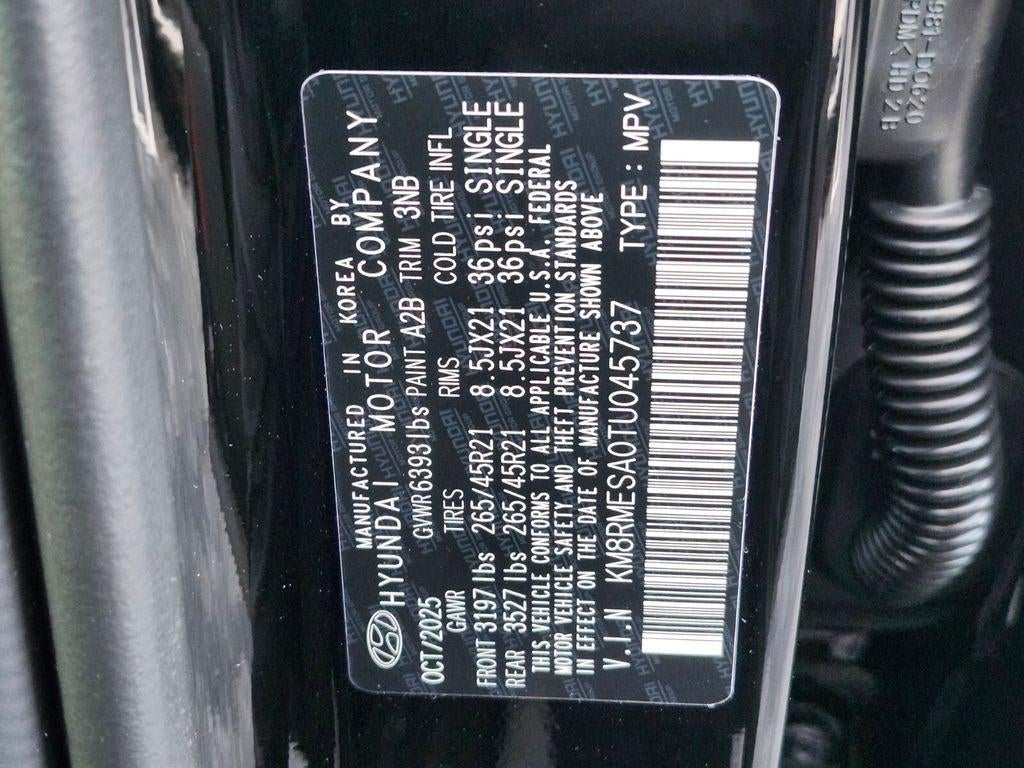 MANUFACTURED IN KOREA BY
HYUNDAI MOTOR COMPANY
OCT/2025 GVWR6393lbs PAINT A2B TRIM 3NB
GAWR TIRES RIMS COLD TIRE INFL
FRONT 3197lbs 265/45R21 8.5JX21 36psi SINGLE
REAR 3527lbs 265/45R21 8.5JX21 36psi SINGLE
THIS VEHICLE CONFORMS TO ALL APPLICABLE U.S.A. FEDERAL
MOTOR VEHICLE SAFETY AND THEFT PREVENTION STANDARDS
IN EFFECT ON THE DATE OF MANUFACTURE SHOWN ABOVE
V.I.N KM8RMESA0TU045737 TYPE : MPV
HYUNDAI